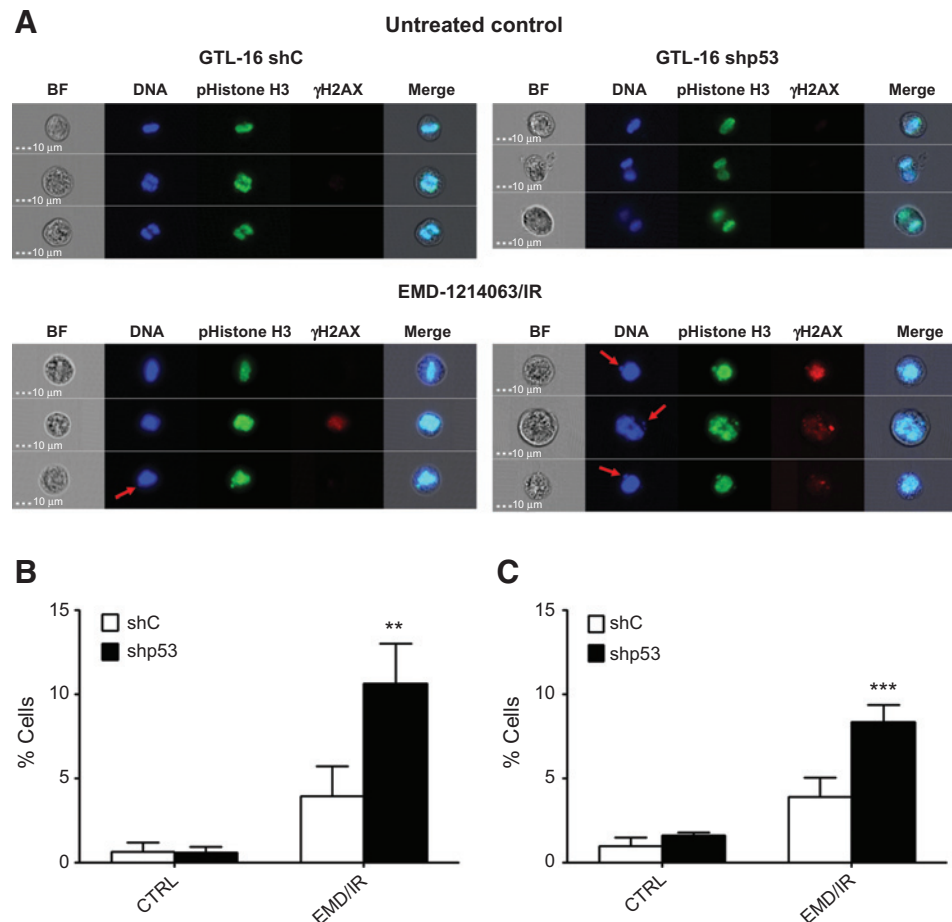 A
Untreated control
GTL-16 shC
GTL-16 shp53
BF DNA pHistone H3 γH2AX Merge
BF DNA pHistone H3 γH2AX Merge
10 μm
10 μm
10 μm
10 μm
10 μm
10 μm
EMD-1214063/IR
BF DNA pHistone H3 γH2AX Merge
BF DNA pHistone H3 γH2AX Merge
10 μm
10 μm
10 μm
10 μm
10 μm
10 μm
B
% Cells
15
10
5
0
shC
shp53
**
CTRL
EMD/IR
C
% Cells
15
10
5
0
shC
shp53
***
CTRL
EMD/IR